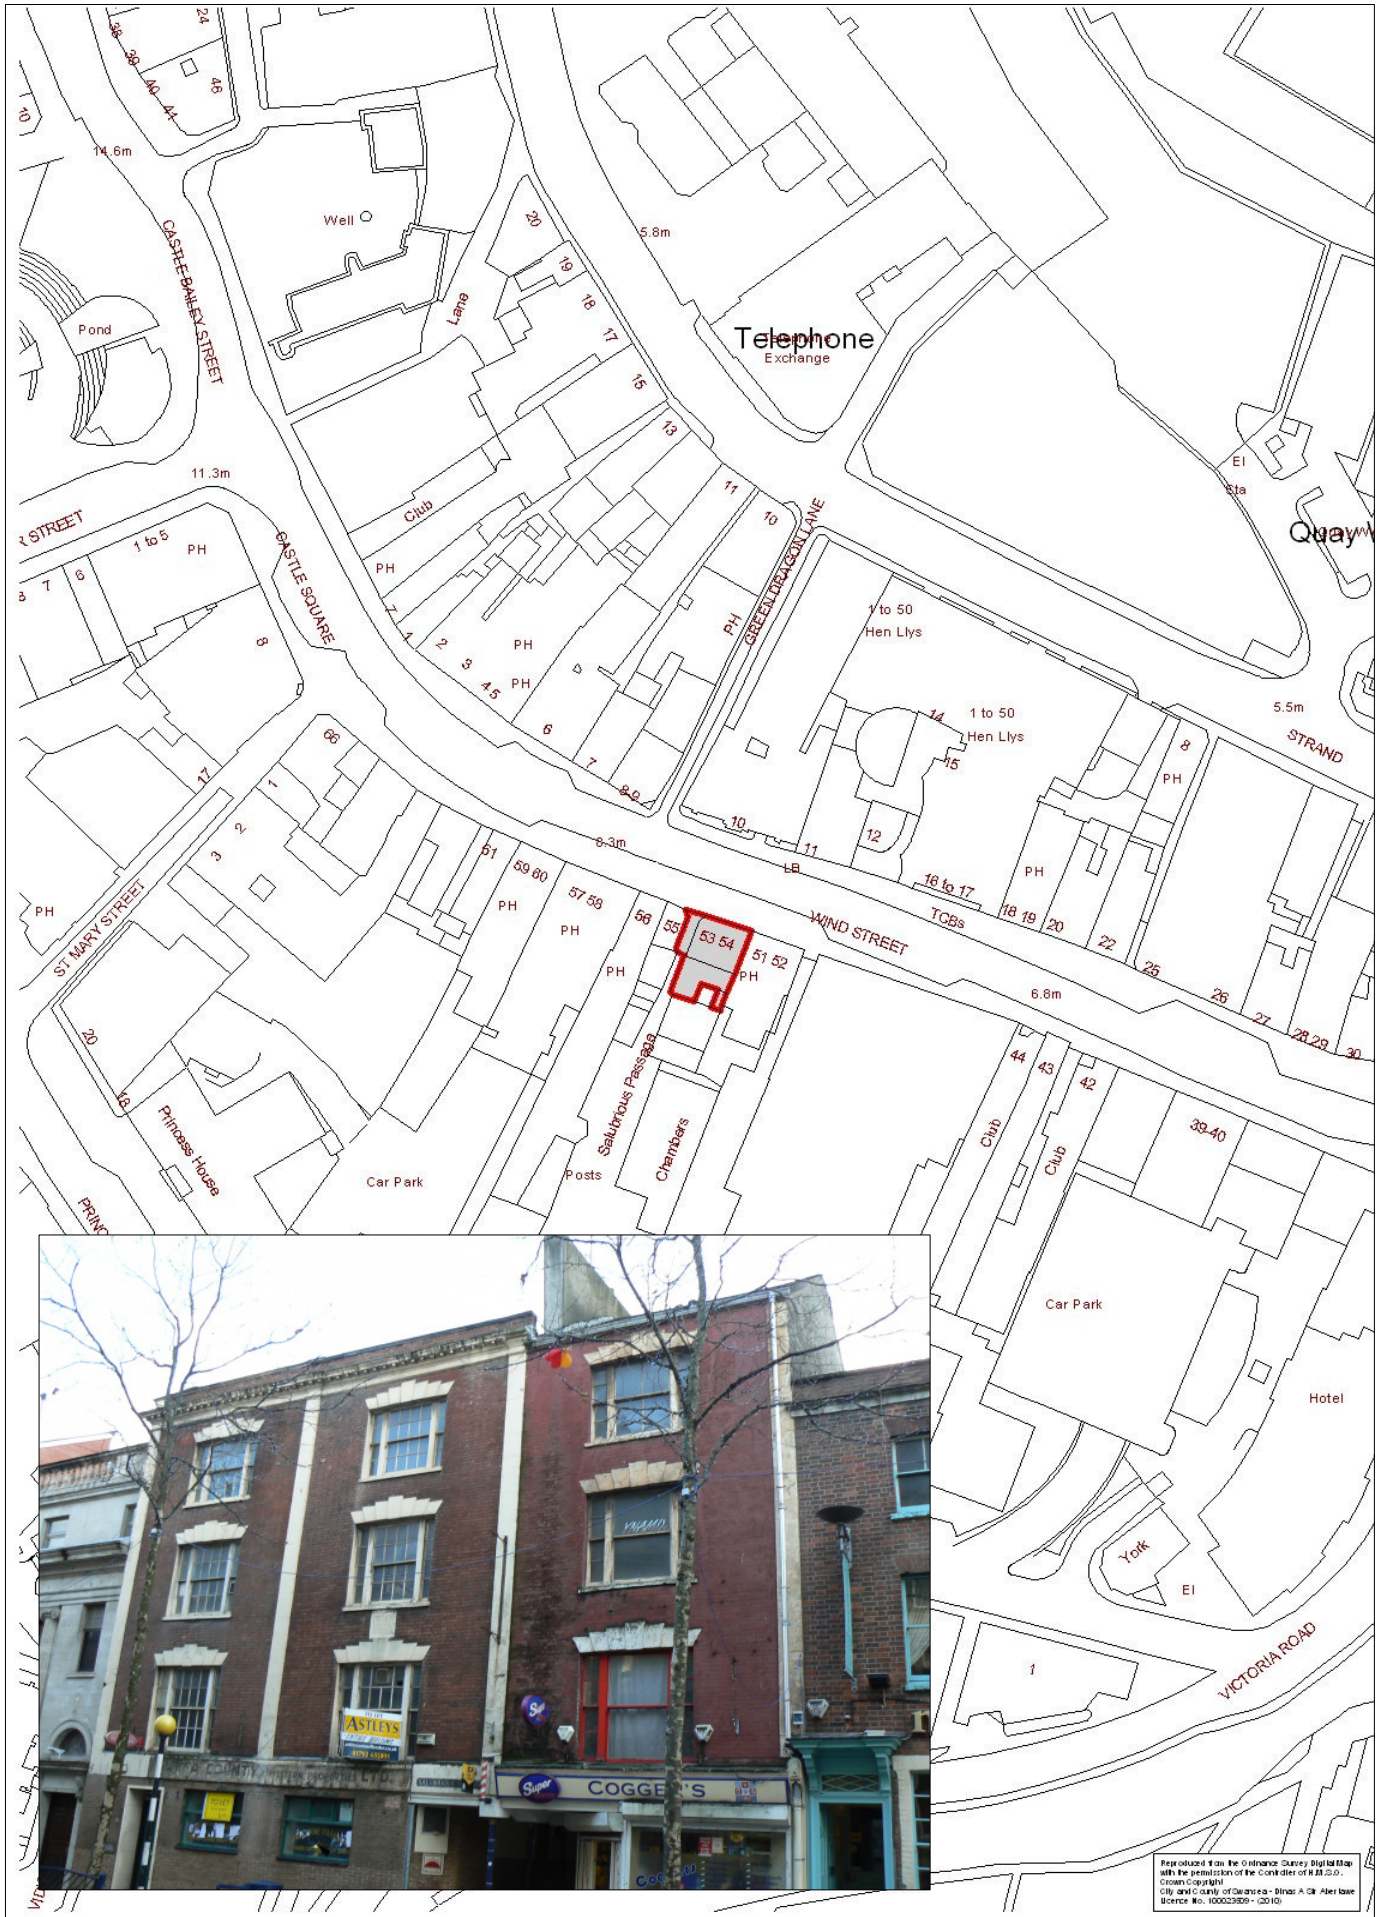 24
38
39
40
44
46
10
14.6m
CASTLE BAILEY STREET
Well
20
5.8m
19
18
17
15
13
Lane
Pond
Telephone
Exchange
11.3m
Club
11
10
GREEN DRAGON LANE
El
Sta
Quay
R STREET
1 to 5
PH
6
7
8
CASTLE SQUARE
PH
1
2
3
4.5
PH
PH
6
7
8-9
PH
1 to 50
Hen Llys
1 to 50
Hen Llys
14
15
5.5m
STRAND
8
PH
66
17
1
2
3
PH
ST MARY STREET
61
59 60
PH
57 58
PH
56
55
53 54
51 52
PH
PH
10
11
12
LB
16 to 17
TCBs
WIND STREET
PH
18 19
20
22
25
26
27
28 29
30
6.8m
20
18
Princess House
Car Park
Posts
Salubrious Passage
Chambers
44
43
42
Club
Club
39-40
Car Park
Hotel
York
El
1
VICTORIA ROAD
TO LET
ASTLEYS
TO LET
Super
COGGER'S
Reproduced from the Ordnance Survey Digital Map
with the permission of the Controller of H.M.S.O.
Crown Copyright
City and County of Swansea - Dinas A Sir Abertawe
Licence No. 100023509 - (2010)